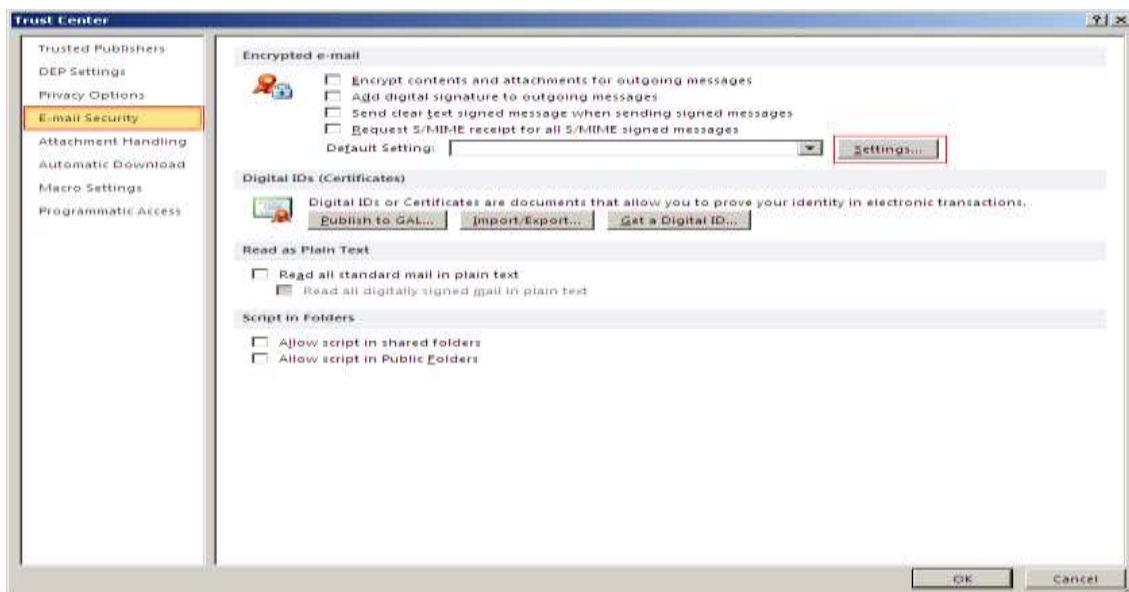 Trust Center
Trusted Publishers
DEP Settings
Privacy Options
E-mail Security
Attachment Handling
Automatic Download
Macro Settings
Programmatic Access
Encrypted e-mail
Encrypt contents and attachments for outgoing messages
Add digital signature to outgoing messages
Send clear text signed message when sending signed messages
Request S/MIME receipt for all S/MIME signed messages
Default Setting: Settings...
Digital IDs (Certificates)
Digital IDs or Certificates are documents that allow you to prove your identity in electronic transactions.
Publish to GAL... Import/Export... Get a Digital ID...
Read as Plain Text
Read all standard mail in plain text
Read all digitally signed mail in plain text
Script in Folders
Allow script in shared folders
Allow script in Public Folders
OK Cancel